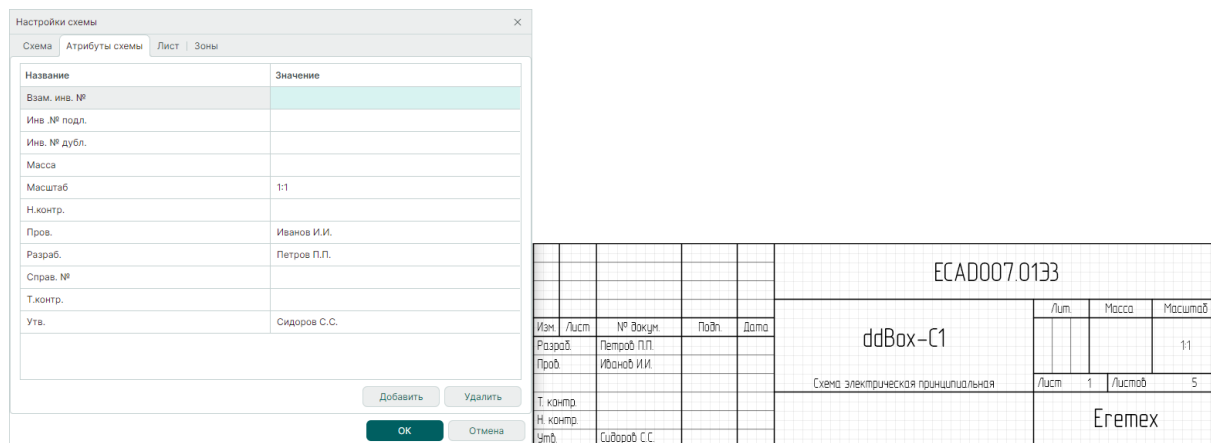 Настройки схемы
Схема Атрибуты схемы Лист Зоны
Название Значение
Взам. инв. №
Инв .№ подл.
Инв. № дубл.
Масса
Масштаб 1:1
Н.контр.
Пров. Иванов И.И.
Разраб. Петров П.П.
Справ. №
Т.контр.
Утв. Сидоров С.С.
Добавить Удалить
ОК Отмена
ECAD007.01Э3
Лит. Масса Масштаб
Изм. Лист № докум. Подп. Дата
ddBox-C1
Разраб. Петров П.П.
1:1
Пров. Иванов И.И.
Схема электрическая принципиальная
Лист 1 Листов 5
Т. контр.
Н. контр.
Eremex
Утв. Сидоров С.С.